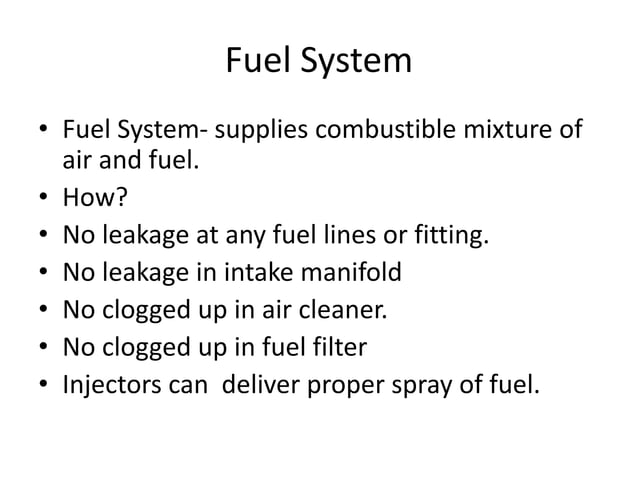 Fuel System
• Fuel System- supplies combustible mixture of
air and fuel.
• How?
• No leakage at any fuel lines or fitting.
• No leakage in intake manifold
• No clogged up in air cleaner.
• No clogged up in fuel filter
• Injectors can  deliver proper spray of fuel.